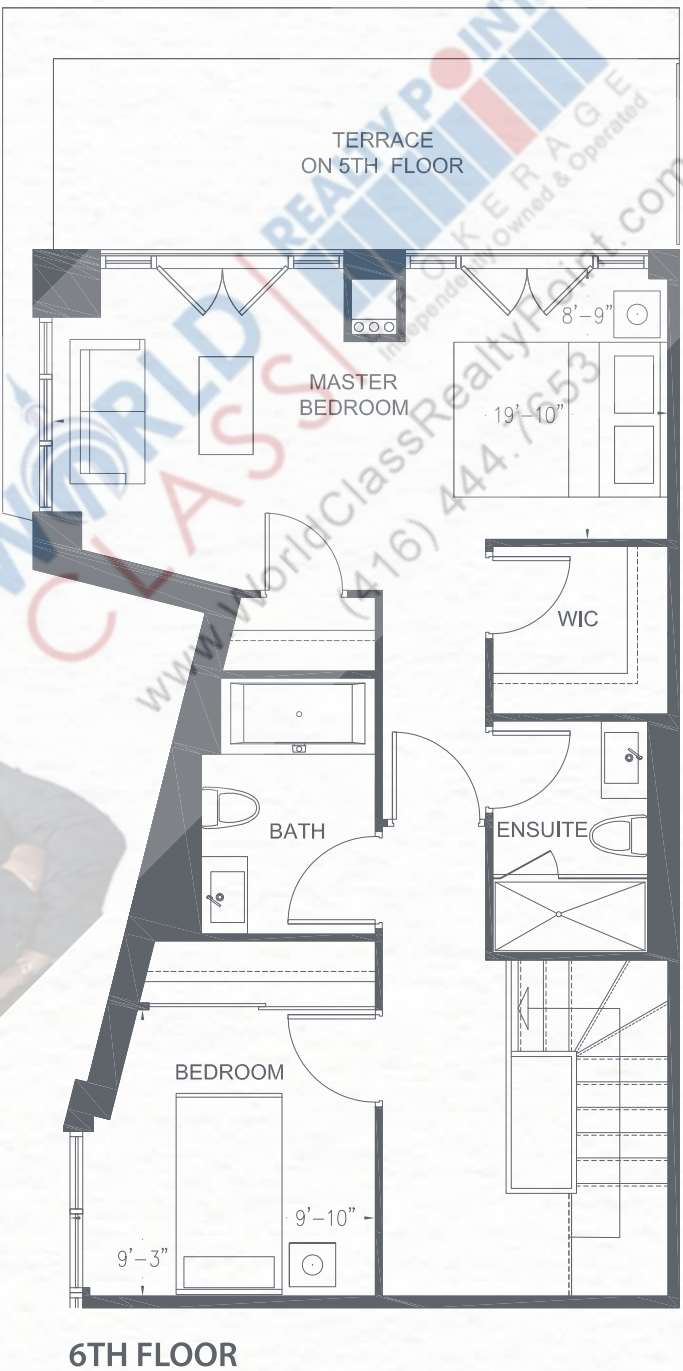 REALTY POINT
BROKERAGE
Independently Owned & Operated
WORLD
CLASS
www.WorldClassRealtyPoint.com
(416) 444.7653
TERRACE
ON 5TH FLOOR
8'-9"
MASTER
BEDROOM
19'-10"
WIC
BATH
ENSUITE
BEDROOM
9'-10"
9'-3"
6TH FLOOR